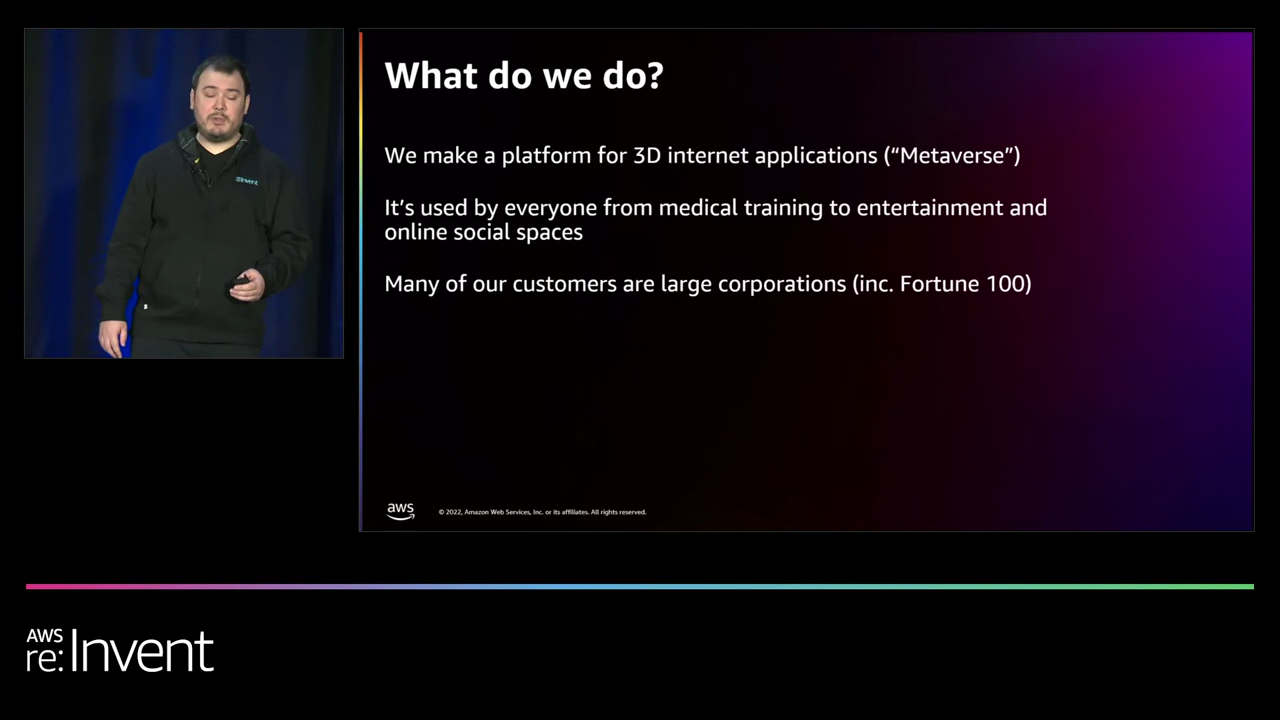 What do we do?
We make a platform for 3D internet applications (“Metaverse”)
It’s used by everyone from medical training to entertainment and
online social spaces
Many of our customers are large corporations (inc. Fortune 100)
aws
© 2022, Amazon Web Services, Inc. or its affiliates. All rights reserved.
re:Invent
AWS
re:Invent